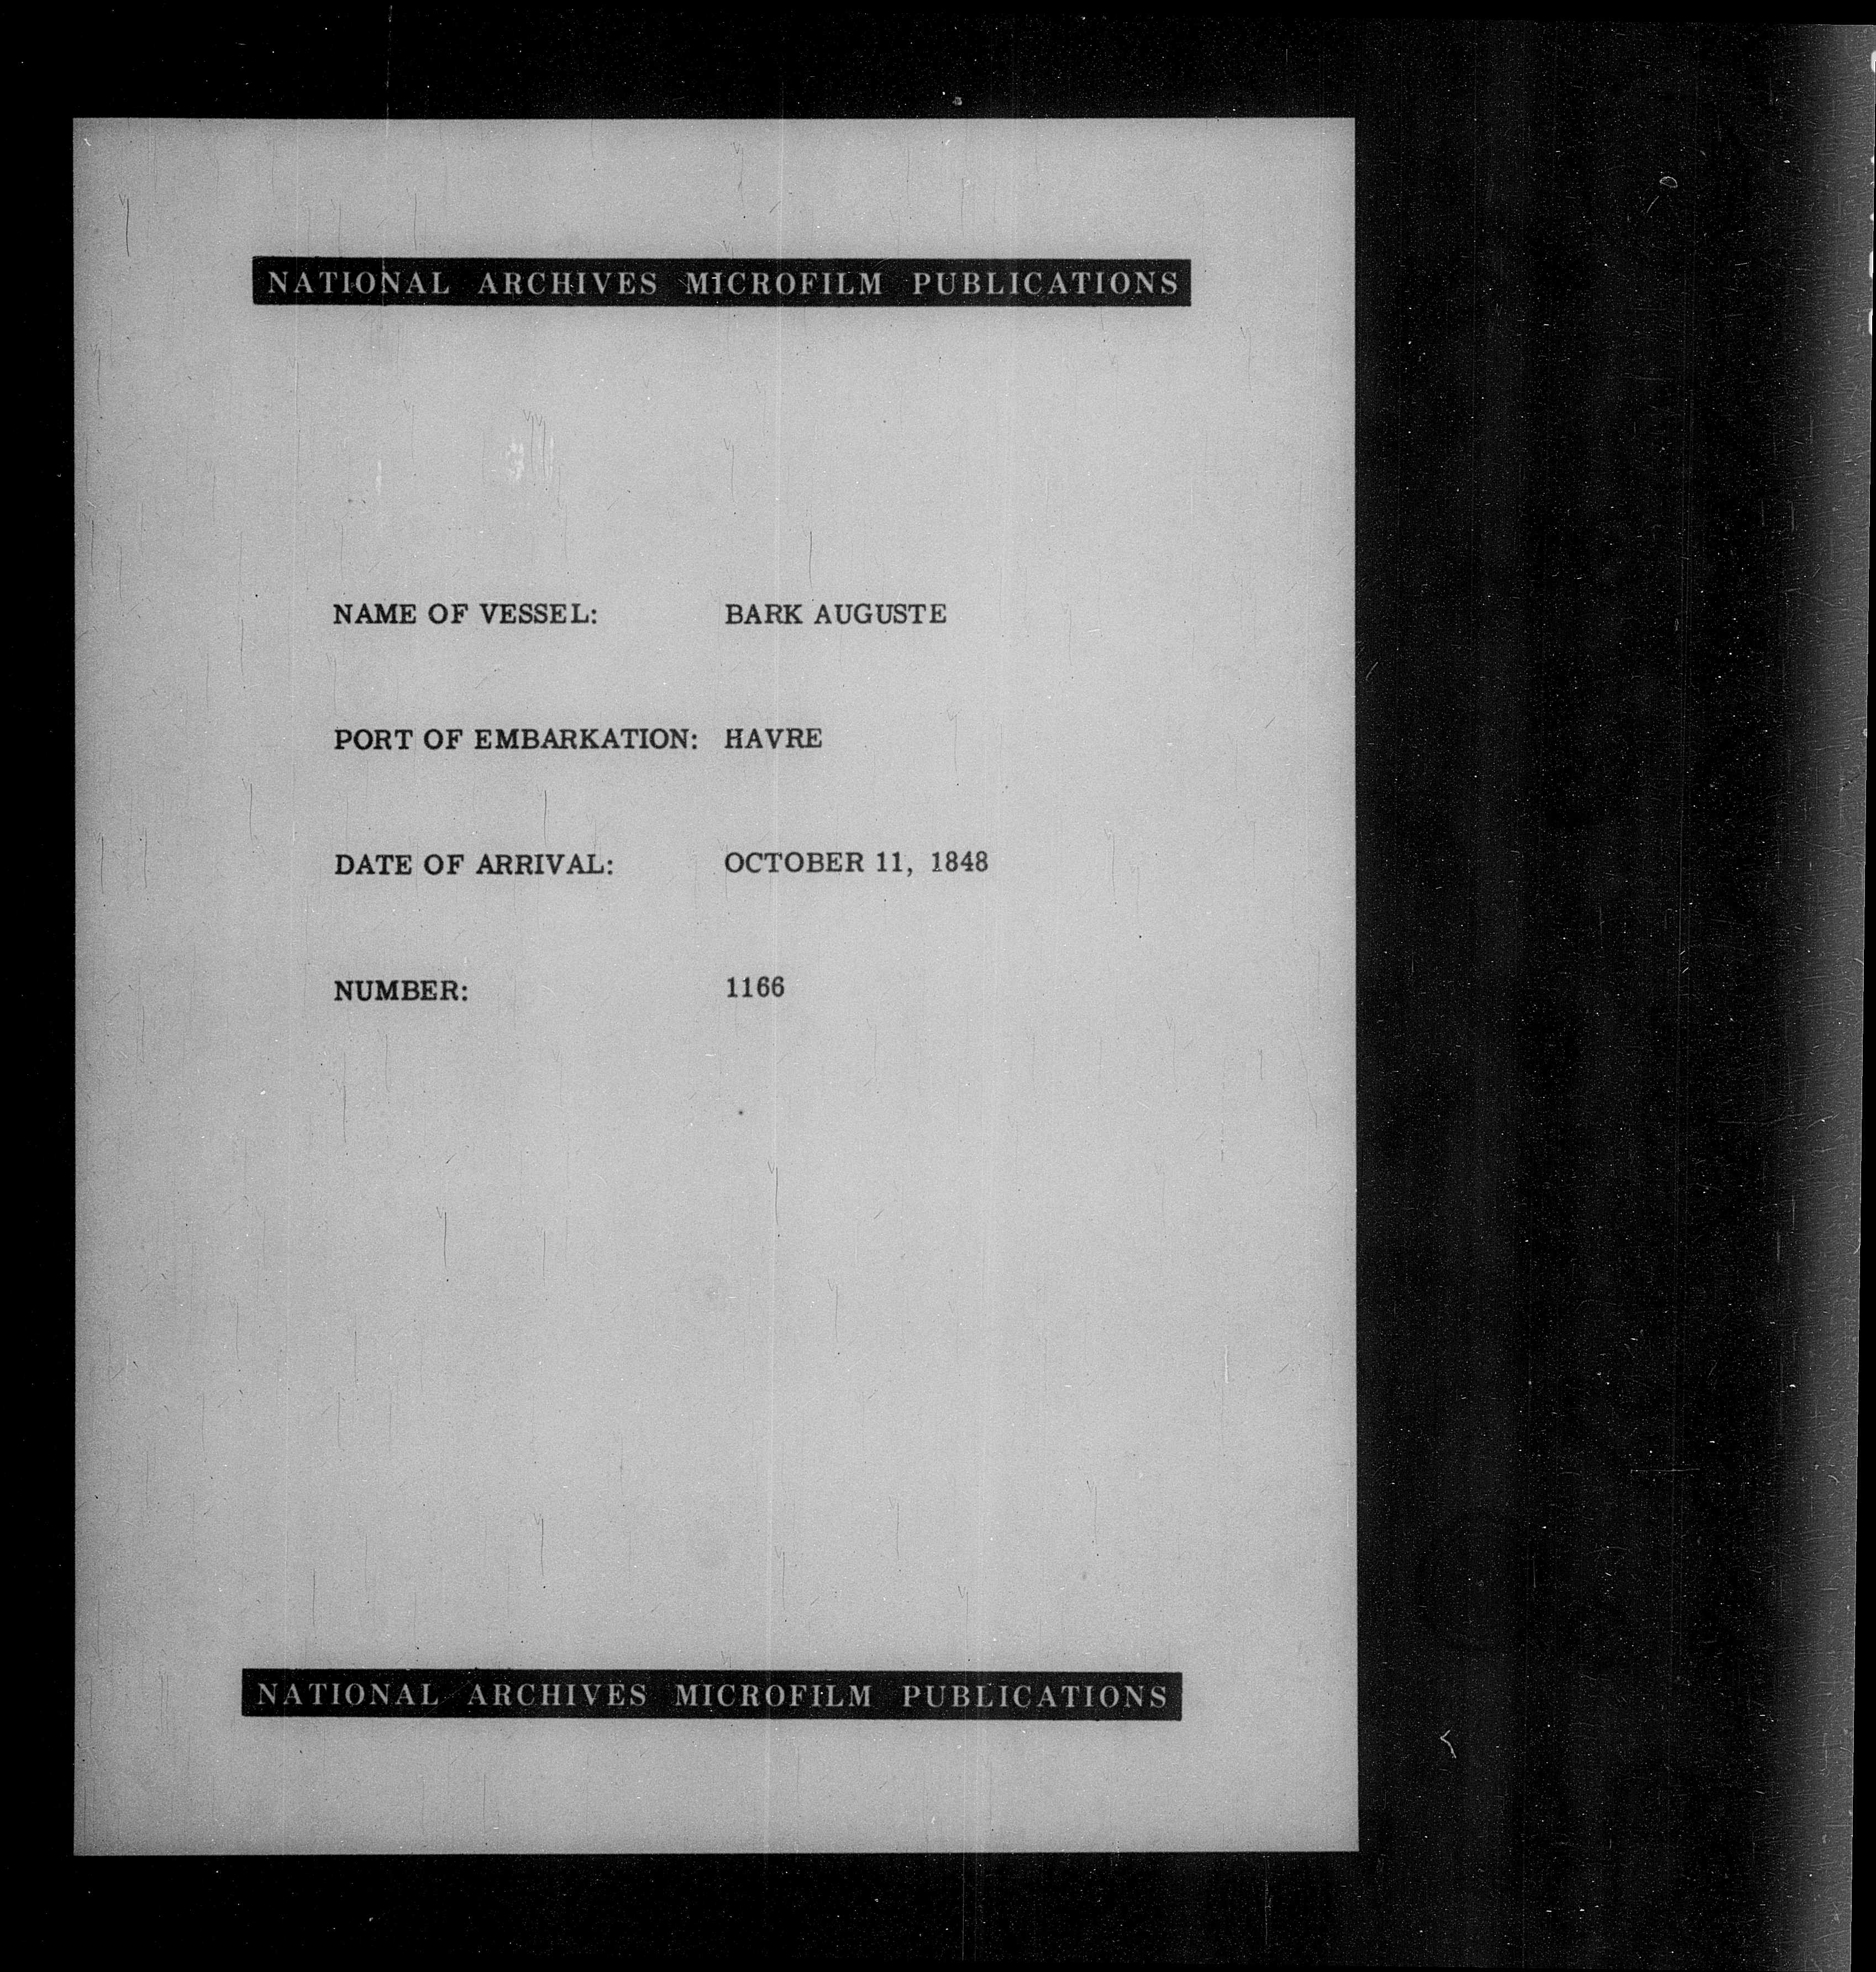 NATIONAL ARCHIVES MICROFILM PUBLICATIONS
NAME OF VESSEL: BARK AUGUSTE
PORT OF EMBARKATION: HAVRE
DATE OF ARRIVAL: OCTOBER 11, 1848
NUMBER: 1166
NATIONAL ARCHIVES MICROFILM PUBLICATIONS